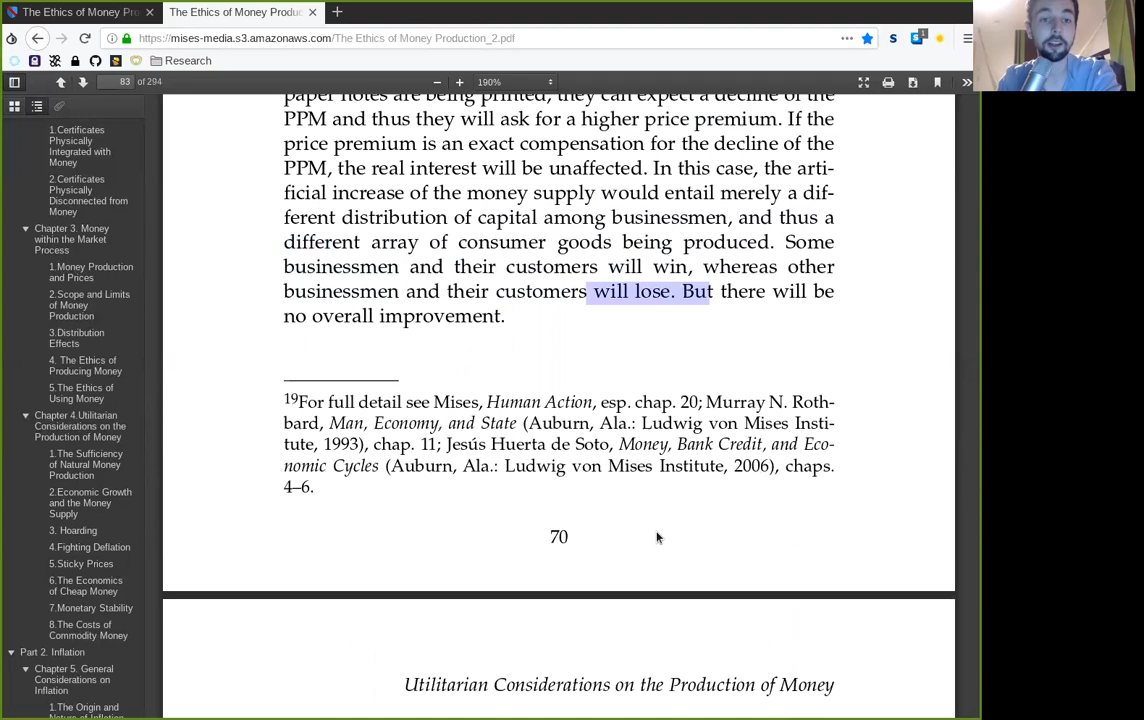 The Ethics of Money Pro
The Ethics of Money Produc
https://mises-media.s3.amazonaws.com/The Ethics of Money Production_2.pdf
Research
83 of 294
190%
1.Certificates
Physically
Integrated with
Money
2.Certificates
Physically
Disconnected from
Money
Chapter 3. Money
within the Market
Process
1.Money Production
and Prices
2.Scope and Limits
of Money
Production
3.Distribution
Effects
4. The Ethics of
Producing Money
5.The Ethics of
Using Money
Chapter 4.Utilitarian
Considerations on the
Production of Money
1.The Sufficiency
of Natural Money
Production
2.Economic Growth
and the Money
Supply
3. Hoarding
4.Fighting Deflation
5.Sticky Prices
6.The Economics
of Cheap Money
7.Monetary Stability
8.The Costs of
Commodity Money
Part 2. Inflation
Chapter 5. General
Considerations on
Inflation
1.The Origin and
Nature of Inflation
paper notes are being printed, they can expect a decline of the
PPM and thus they will ask for a higher price premium. If the
price premium is an exact compensation for the decline of the
PPM, the real interest will be unaffected. In this case, the arti-
ficial increase of the money supply would entail merely a dif-
ferent distribution of capital among businessmen, and thus a
different array of consumer goods being produced. Some
businessmen and their customers will win, whereas other
businessmen and their customers will lose. But there will be
no overall improvement.
19For full detail see Mises, Human Action, esp. chap. 20; Murray N. Roth-
bard, Man, Economy, and State (Auburn, Ala.: Ludwig von Mises Insti-
tute, 1993), chap. 11; Jesús Huerta de Soto, Money, Bank Credit, and Eco-
nomic Cycles (Auburn, Ala.: Ludwig von Mises Institute, 2006), chaps.
4–6.
70
Utilitarian Considerations on the Production of Money